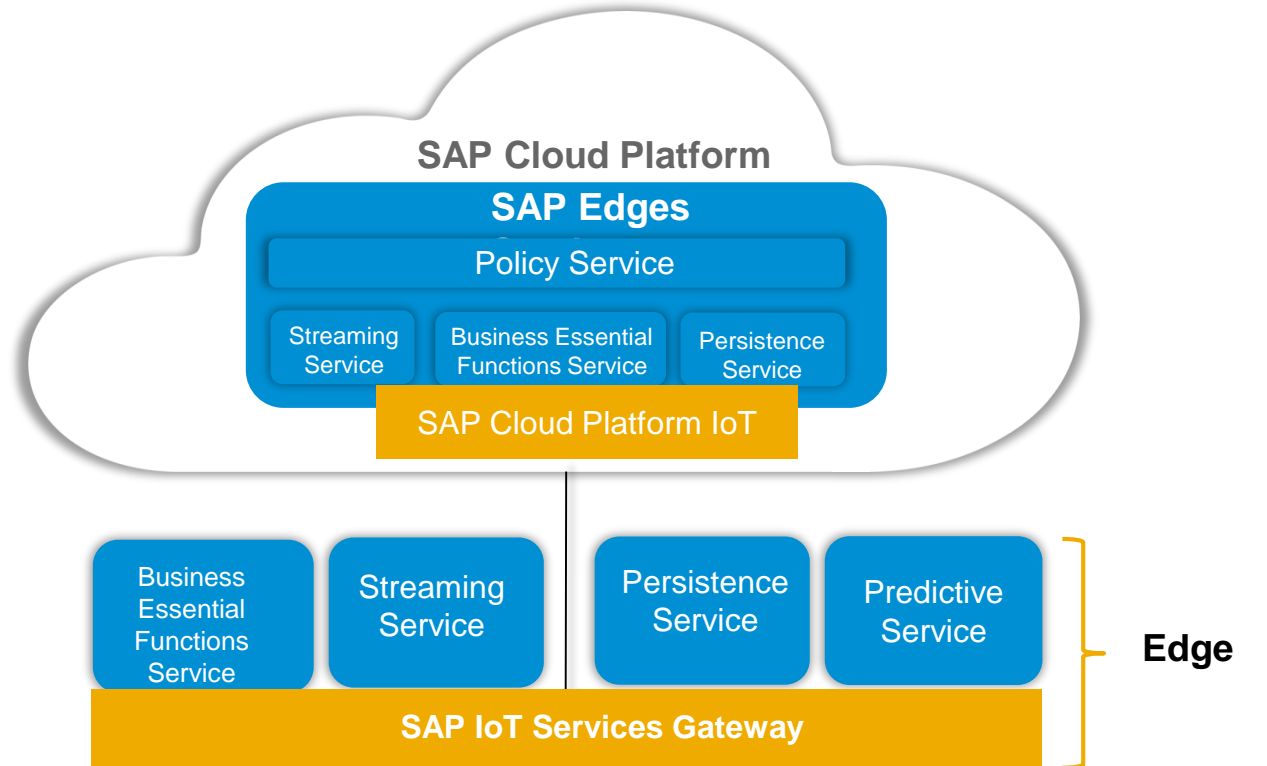 SAP Cloud Platform
SAP Edges
Policy Service
Streaming
Service
Business Essential
Functions Service
Persistence
Service
SAP Cloud Platform IoT
Business
Essential
Functions
Service
Streaming
Service
Persistence
Service
Predictive
Service
Edge
SAP IoT Services Gateway